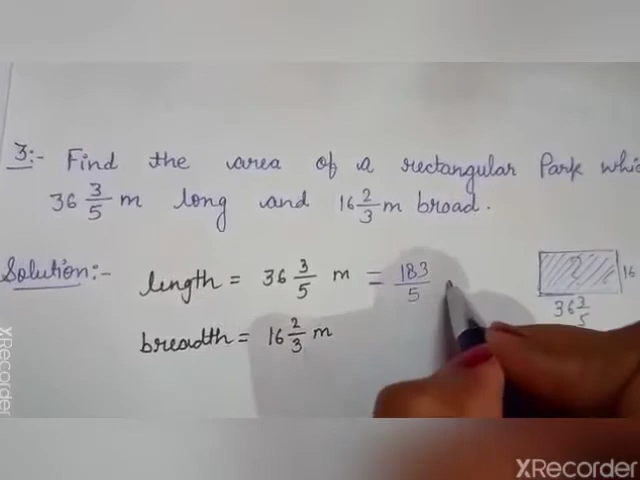 3:- Find the area of a rectangular Park
36 3/5 m long and 16 2/3 m broad.
Solution:- length = 36 3/5 m = 183/5
breadth = 16 2/3 m
16
36 3/5
XRecorder
XRecorder